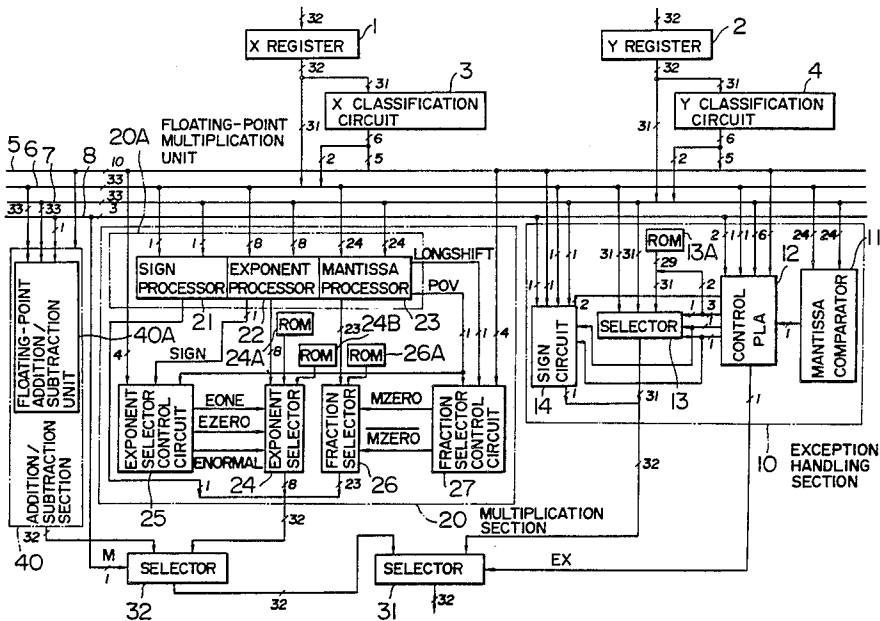 32
X REGISTER
1
32
32
Y REGISTER
2
32
31
3
X CLASSIFICATION
CIRCUIT
31
4
Y CLASSIFICATION
CIRCUIT
FLOATING-POINT
MULTIPLICATION
UNIT
20A
31
6
2
5
31
6
2
5
5
6
7
8
10
33
33
3
33
33
1
1
1
8
8
24
24
LONGSHIFT
POV
SIGN
PROCESSOR
EXPONENT
PROCESSOR
MANTISSA
PROCESSOR
21
1
1
22
23
ROM
24A
8
23
24B
ROM
ROM
26A
1
1
4
4
SIGN
FLOATING-POINT
ADDITION/
SUBTRACTION
UNIT
40A
ADDITION/
SUBTRACTION
SECTION
EXPONENT
SELECTOR
CONTROL
CIRCUIT
25
EONE
EZERO
ENORMAL
EXPONENT
SELECTOR
24
FRACTION
SELECTOR
26
MZERO
MZERO
FRACTION
SELECTOR
CONTROL
CIRCUIT
27
1
8
23
32
20
MULTIPLICATION
SECTION
1
1
1
1
31
31
ROM
13A
29
31
2
1
1
6
24
24
12
11
2
2
1
3
1
1
SIGN
CIRCUIT
14
SELECTOR
13
CONTROL
PLA
1
MANTISSA
COMPARATOR
1
31
1
32
10
EXCEPTION
HANDLING
SECTION
32
40
M
1
SELECTOR
32
32
32
SELECTOR
31
32
EX